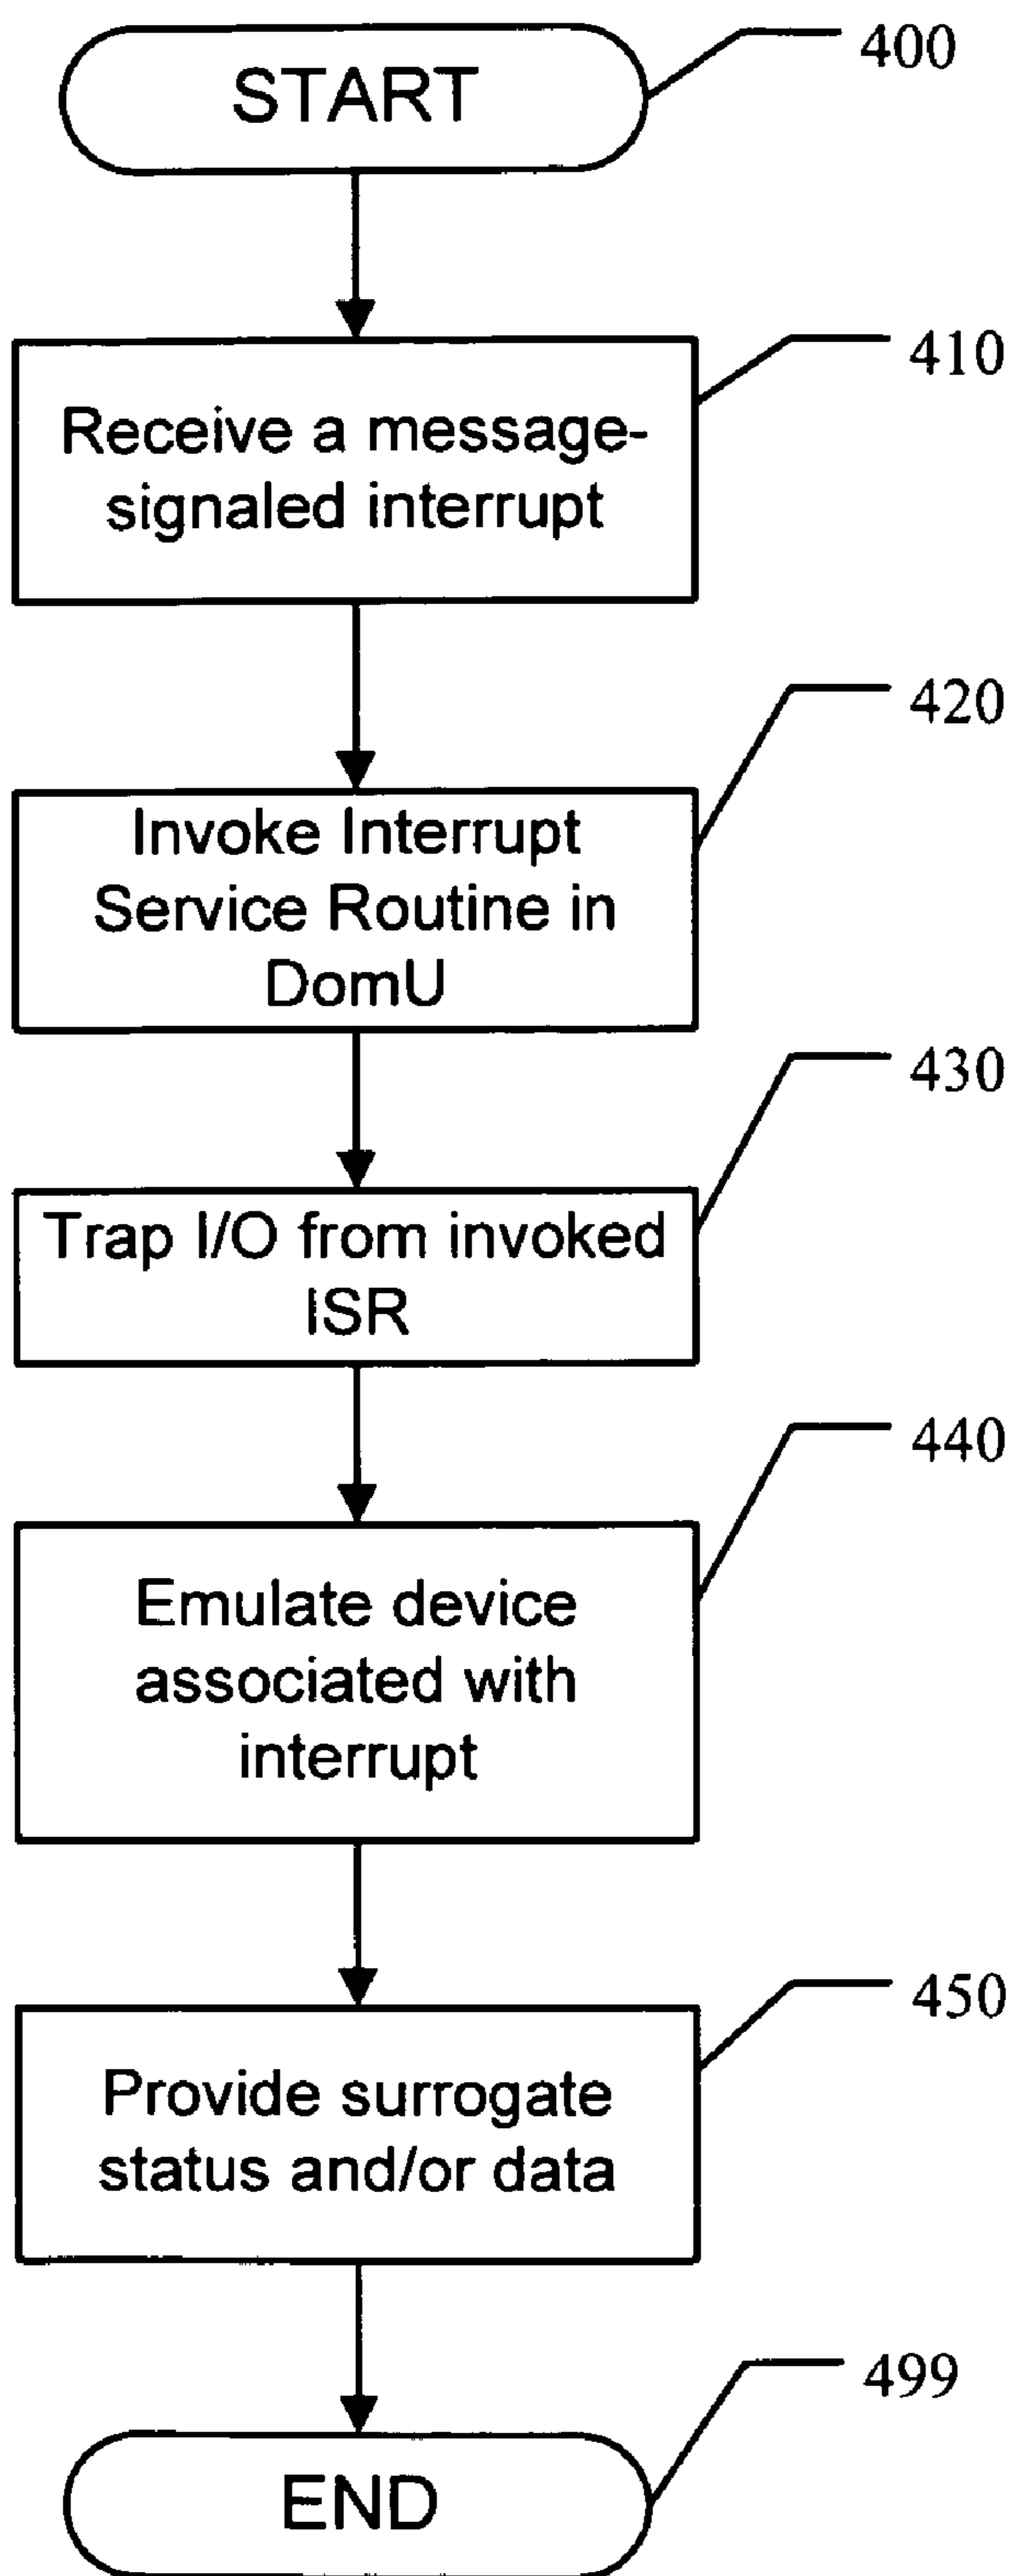 START
400
410
Receive a message-
signaled interrupt
420
Invoke Interrupt
Service Routine in
DomU
430
Trap I/O from invoked
ISR
440
Emulate device
associated with
interrupt
450
Provide surrogate
status and/or data
499
END